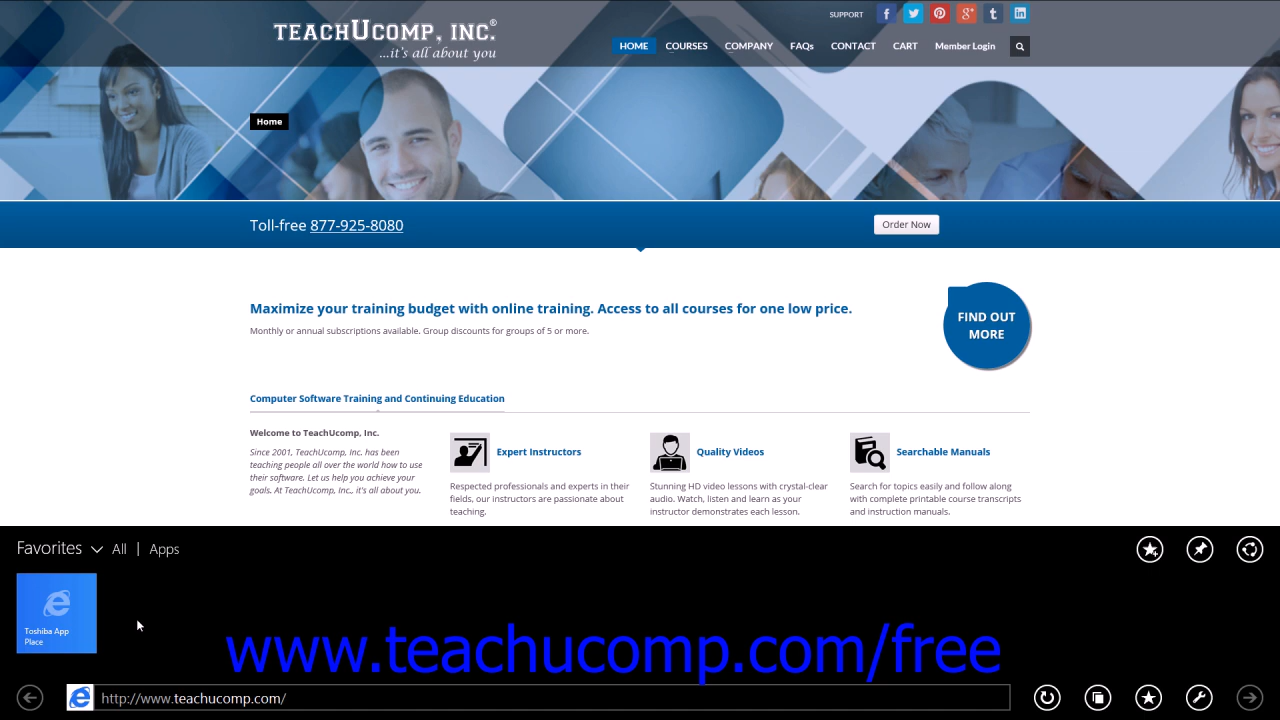 SUPPORT
TEACHUCOMP, INC.®
...it's all about you
HOME COURSES COMPANY FAQs CONTACT CART Member Login
Home
Toll-free 877-925-8080
Order Now
Maximize your training budget with online training. Access to all courses for one low price.
Monthly or annual subscriptions available. Group discounts for groups of 5 or more.
FIND OUT
MORE
Computer Software Training and Continuing Education
Welcome to TeachUcomp, Inc.
Since 2001, TeachUcomp, Inc. has been
teaching people all over the world how to use
their software. Let us help you achieve your
goals. At TeachUcomp, Inc., it's all about you.
Expert Instructors
Respected professionals and experts in their
fields, our instructors are passionate about
teaching.
Quality Videos
Stunning HD video lessons with crystal-clear
audio. Watch, listen and learn as your
instructor demonstrates each lesson.
Searchable Manuals
Search for topics easily and follow along
with complete printable course transcripts
and instruction manuals.
Favorites All | Apps
Toshiba App
Place
www.teachucomp.com/free
http://www.teachucomp.com/